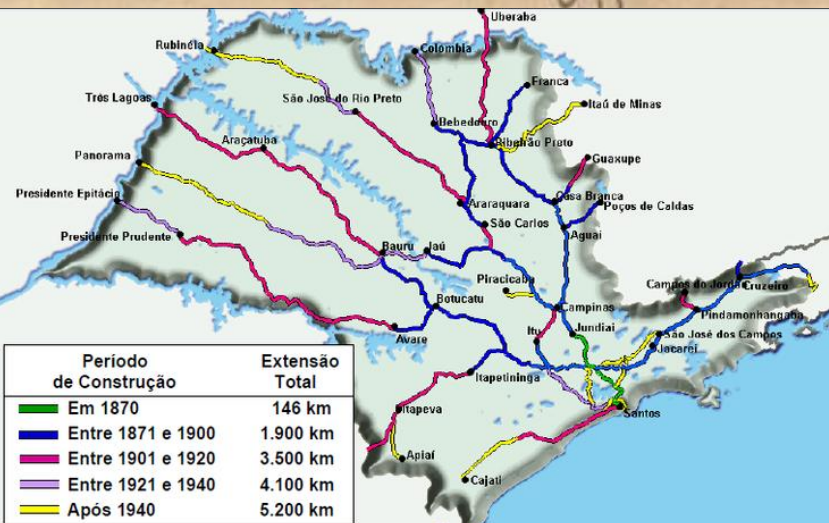 Uberaba
Rubinéia
Colômbia
Franca
Três Lagoas
São José do Rio Preto
Itaú de Minas
Bebedouro
Araçatuba
Ribeirão Preto
Panorama
Guaxupe
Presidente Epitácio
Araraquara
Casa Branca
Poços de Caldas
São Carlos
Presidente Prudente
Aguaí
Bauru
Jaú
Piracicaba
Campos do Jordão
Cruzeiro
Botucatu
Campinas
Pindamonhangaba
Avare
Itu
Jundiaí
São José dos Campos
Jacareí
Itapetininga
Itapeva
Santos
Apiaí
Cajati
Período de Construção
Extensão Total
Em 1870 146 km
Entre 1871 e 1900 1.900 km
Entre 1901 e 1920 3.500 km
Entre 1921 e 1940 4.100 km
Após 1940 5.200 km